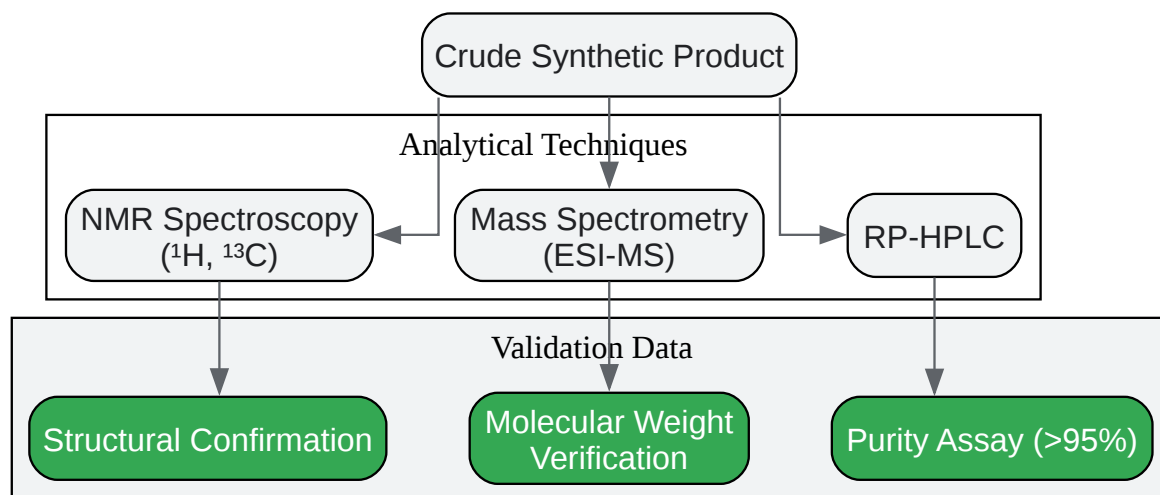 Crude Synthetic Product
Analytical Techniques
NMR Spectroscopy
(¹H, ¹³C)
Mass Spectrometry
(ESI-MS)
RP-HPLC
Validation Data
Structural Confirmation
Molecular Weight
Verification
Purity Assay (>95%)